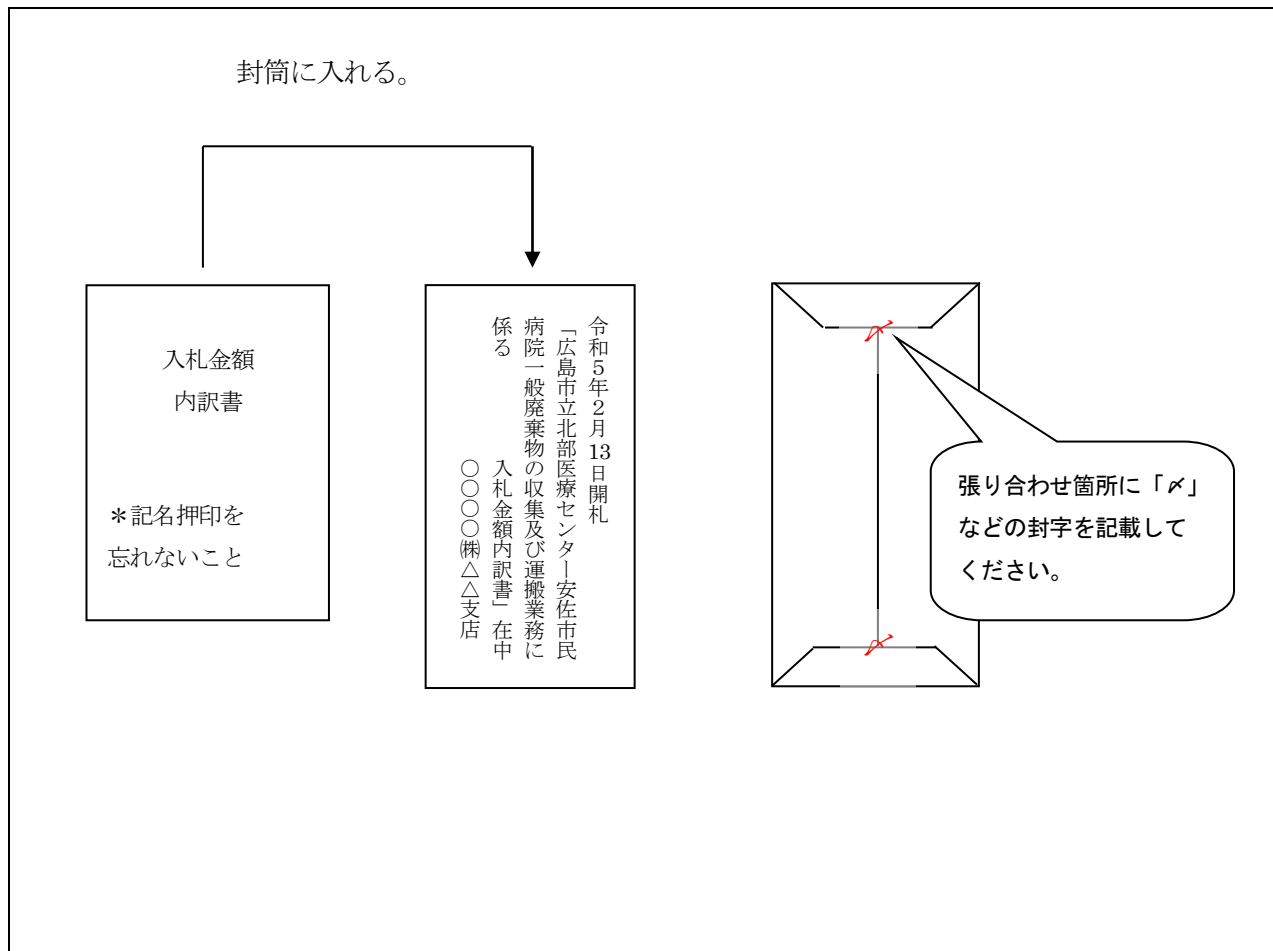 封筒に入れる。
入札金額
内訳書
＊記名押印を
忘れないこと
令和５年２月13日開札
「広島市立北部医療センター安佐市民
病院一般廃棄物の収集及び運搬業務に
係る
入札金額内訳書」在中
○○○○㈱△△支店
〆
張り合わせ箇所に「〆」
などの封字を記載して
ください。
〆